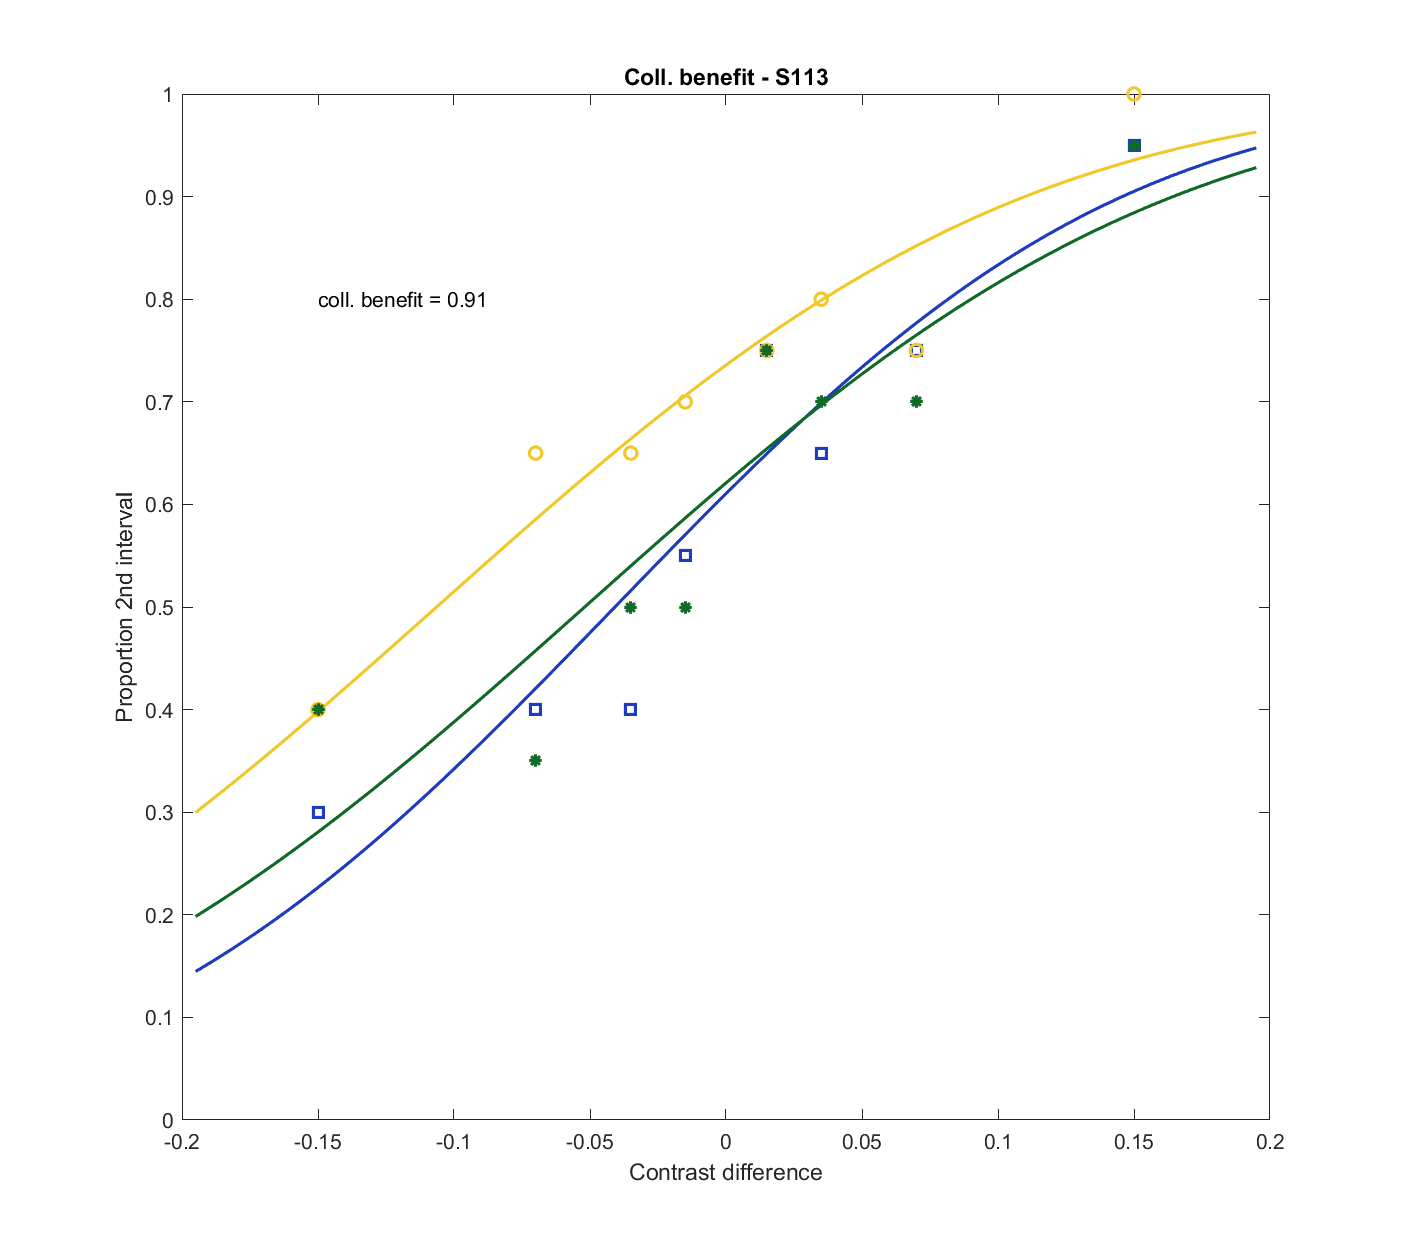 Coll. benefit - S113
1
0.9
0.8
0.7
0.6
0.5
0.4
0.3
0.2
0.1
0
coll. benefit = 0.91
Proportion 2nd interval
-0.2 -0.15 -0.1 -0.05 0 0.05 0.1 0.15 0.2
Contrast difference